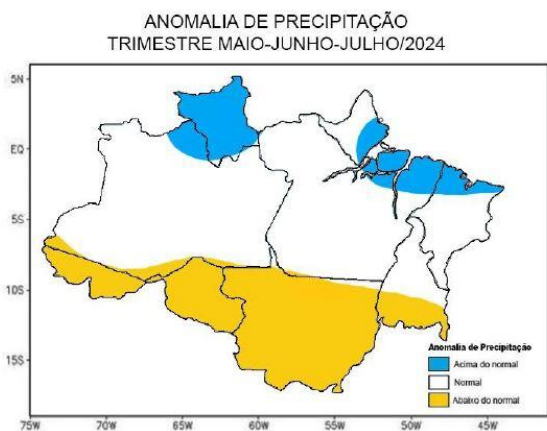 ANOMALIA DE PRECIPITAÇÃO
TRIMESTRE MAIO-JUNHO-JULHO/2024
5N
EQ
5S
10S
15S
75W 70W 65W 60W 55W 50W 45W
Anomalia de Precipitação
Acima do normal
Normal
Abaixo do normal